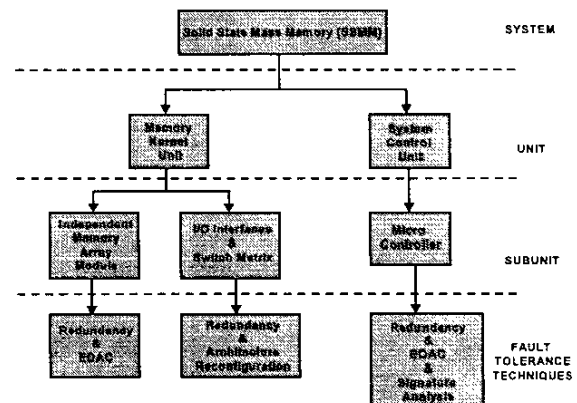 Solid State Mass Memory (SSMM)
SYSTEM
Memory
Kernel
Unit
System
Control
Unit
UNIT
Independent
Memory
Array
Module
I/O Interface
&
Switch Matrix
Micro
Controller
SUBUNIT
Redundancy
&
EDAC
Redundancy
&
Architecture
Reconfiguration
Redundancy
&
EDAC
&
Signature
Analysis
FAULT
TOLERANCE
TECHNIQUES